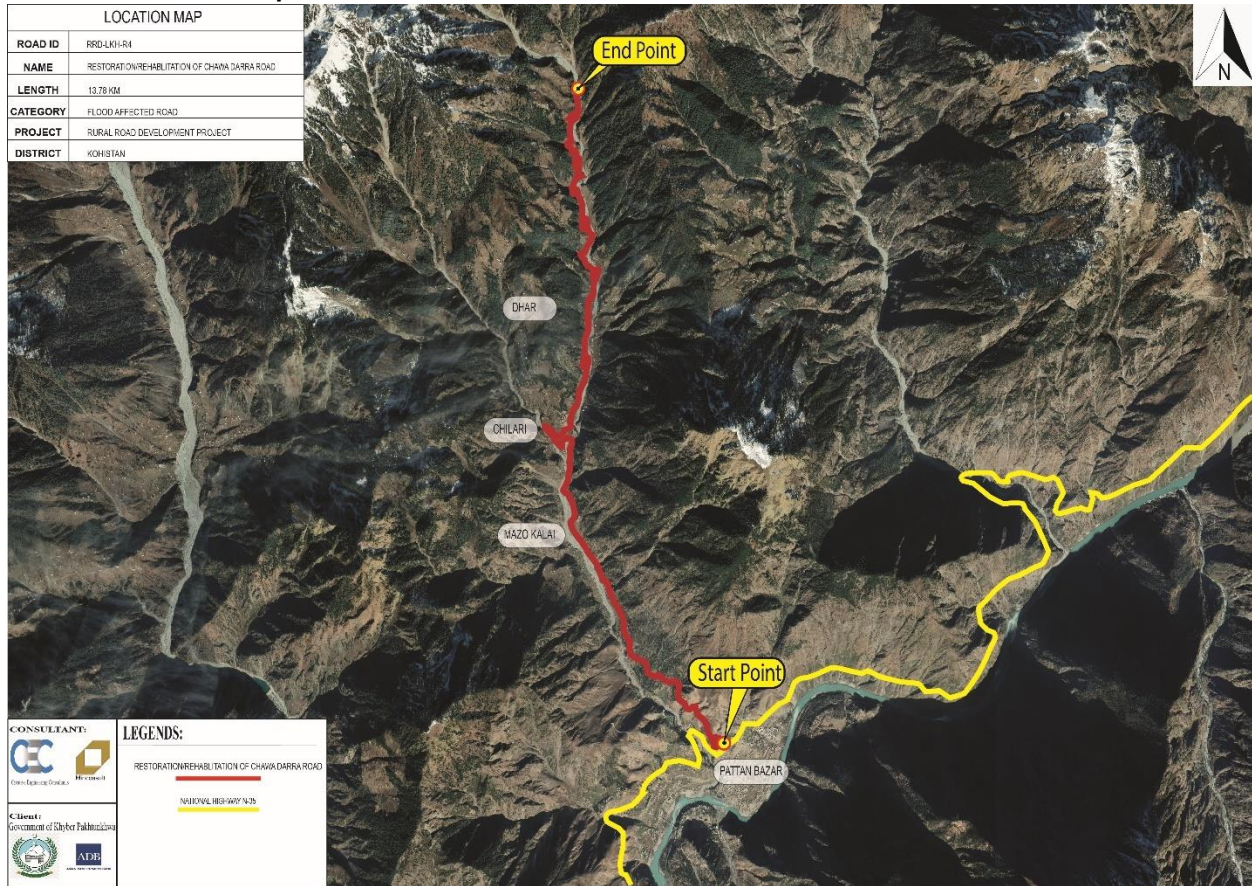 LOCATION MAP
ROAD ID RRD-LKH-R4
NAME RESTORATION/REHABLITATION OF CHAWA DARRA ROAD
LENGTH 13.78 KM
CATEGORY FLOOD AFFECTED ROAD
PROJECT RURAL ROAD DEVELOPMENT PROJECT
DISTRICT KOHISTAN
End Point
N
DHAR
CHILARI
MAZO KALAI
Start Point
PATTAN BAZAR
CONSULTANT:
CEC
Client:
Government of Khyber Pakhtunkhwa
ADB
LEGENDS:
RESTORATION/REHABLITATION OF CHAWA DARRA ROAD
NATIONAL HIGHWAY N-35